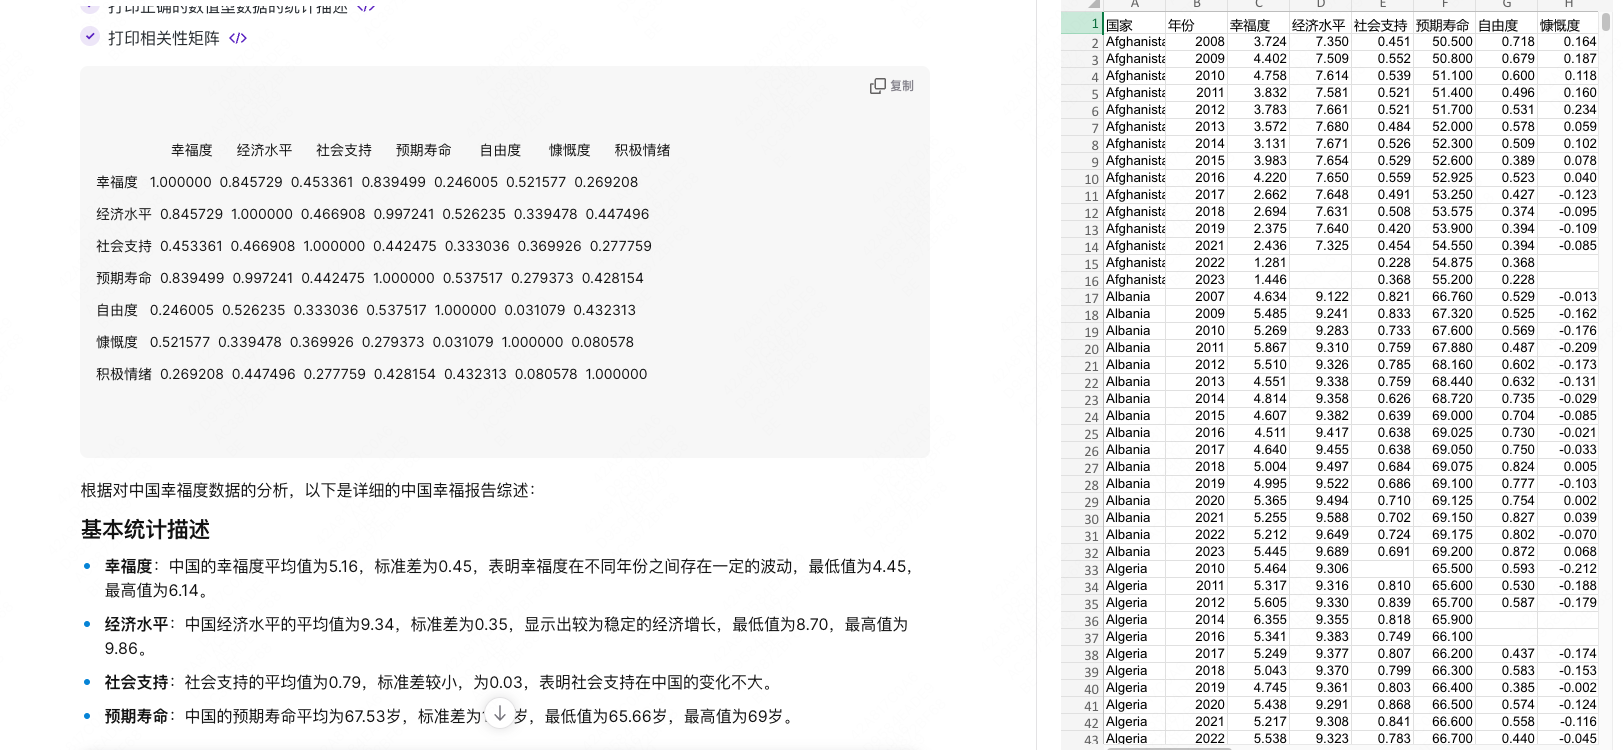 打印正确的数值型数据的统计描述 </>
打印相关性矩阵 </>
复制
幸福度 经济水平 社会支持 预期寿命 自由度 慷慨度 积极情绪
幸福度 1.000000 0.845729 0.453361 0.839499 0.246005 0.521577 0.269208
经济水平 0.845729 1.000000 0.466908 0.997241 0.526235 0.339478 0.447496
社会支持 0.453361 0.466908 1.000000 0.442475 0.333036 0.369926 0.277759
预期寿命 0.839499 0.997241 0.442475 1.000000 0.537517 0.279373 0.428154
自由度 0.246005 0.526235 0.333036 0.537517 1.000000 0.031079 0.432313
慷慨度 0.521577 0.339478 0.369926 0.279373 0.031079 1.000000 0.080578
积极情绪 0.269208 0.447496 0.277759 0.428154 0.432313 0.080578 1.000000
根据对中国幸福度数据的分析，以下是详细的中国幸福报告综述：
基本统计描述
幸福度：中国的幸福度平均值为5.16，标准差为0.45，表明幸福度在不同年份之间存在一定的波动，最低值为4.45，
最高值为6.14。
经济水平：中国经济水平的平均值为9.34，标准差为0.35，显示出较为稳定的经济增长，最低值为8.70，最高值为
9.86。
社会支持：社会支持的平均值为0.79，标准差较小，为0.03，表明社会支持在中国的变化不大。
预期寿命：中国的预期寿命平均为67.53岁，标准差为 岁，最低值为65.66岁，最高值为69岁。
A B C D E F G H
1 国家 年份 幸福度 经济水平 社会支持 预期寿命 自由度 慷慨度
2 Afghanista 2008 3.724 7.350 0.451 50.500 0.718 0.164
3 Afghanista 2009 4.402 7.509 0.552 50.800 0.679 0.187
4 Afghanista 2010 4.758 7.614 0.539 51.100 0.600 0.118
5 Afghanista 2011 3.832 7.581 0.521 51.400 0.496 0.160
6 Afghanista 2012 3.783 7.661 0.521 51.700 0.531 0.234
7 Afghanista 2013 3.572 7.680 0.484 52.000 0.578 0.059
8 Afghanista 2014 3.131 7.671 0.526 52.300 0.509 0.102
9 Afghanista 2015 3.983 7.654 0.529 52.600 0.389 0.078
10 Afghanista 2016 4.220 7.650 0.559 52.925 0.523 0.040
11 Afghanista 2017 2.662 7.648 0.491 53.250 0.427 -0.123
12 Afghanista 2018 2.694 7.631 0.508 53.575 0.374 -0.095
13 Afghanista 2019 2.375 7.640 0.420 53.900 0.394 -0.109
14 Afghanista 2021 2.436 7.325 0.454 54.550 0.394 -0.085
15 Afghanista 2022 1.281 0.228 54.875 0.368
16 Afghanista 2023 1.446 0.368 55.200 0.228
17 Albania 2007 4.634 9.122 0.821 66.760 0.529 -0.013
18 Albania 2009 5.485 9.241 0.833 67.320 0.525 -0.162
19 Albania 2010 5.269 9.283 0.733 67.600 0.569 -0.176
20 Albania 2011 5.867 9.310 0.759 67.880 0.487 -0.209
21 Albania 2012 5.510 9.326 0.785 68.160 0.602 -0.173
22 Albania 2013 4.551 9.338 0.759 68.440 0.632 -0.131
23 Albania 2014 4.814 9.358 0.626 68.720 0.735 -0.029
24 Albania 2015 4.607 9.382 0.639 69.000 0.704 -0.085
25 Albania 2016 4.511 9.417 0.638 69.025 0.730 -0.021
26 Albania 2017 4.640 9.455 0.638 69.050 0.750 -0.033
27 Albania 2018 5.004 9.497 0.684 69.075 0.824 0.005
28 Albania 2019 4.995 9.522 0.686 69.100 0.777 -0.103
29 Albania 2020 5.365 9.494 0.710 69.125 0.754 0.002
30 Albania 2021 5.255 9.588 0.702 69.150 0.827 0.039
31 Albania 2022 5.212 9.649 0.724 69.175 0.802 -0.070
32 Albania 2023 5.445 9.689 0.691 69.200 0.872 0.068
33 Algeria 2010 5.464 9.306 65.500 0.593 -0.212
34 Algeria 2011 5.317 9.316 0.810 65.600 0.530 -0.188
35 Algeria 2012 5.605 9.330 0.839 65.700 0.587 -0.179
36 Algeria 2014 6.355 9.355 0.818 65.900
37 Algeria 2016 5.341 9.383 0.749 66.100
38 Algeria 2017 5.249 9.377 0.807 66.200 0.437 -0.174
39 Algeria 2018 5.043 9.370 0.799 66.300 0.583 -0.153
40 Algeria 2019 4.745 9.361 0.803 66.400 0.385 -0.002
41 Algeria 2020 5.438 9.291 0.868 66.500 0.574 -0.124
42 Algeria 2021 5.217 9.308 0.841 66.600 0.558 -0.116
43 Algeria 2022 5.538 9.323 0.783 66.700 0.440 -0.045